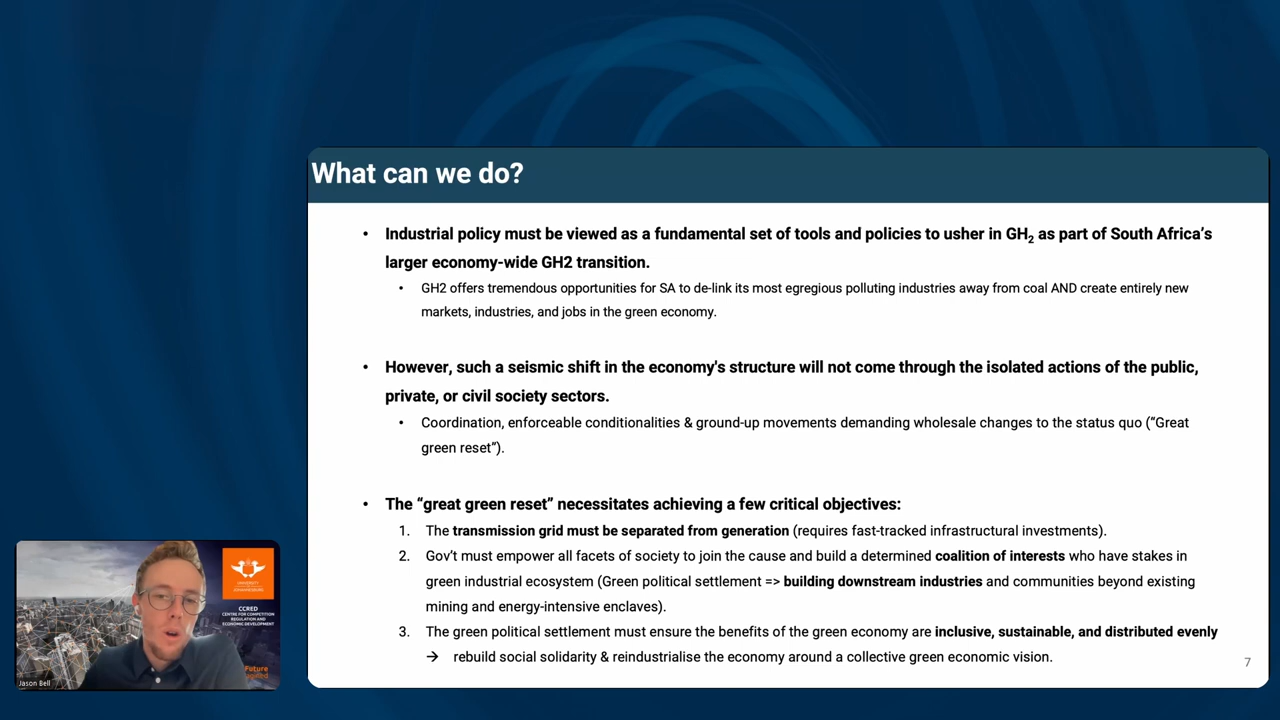 What can we do?
• Industrial policy must be viewed as a fundamental set of tools and policies to usher in GH2 as part of South Africa's
larger economy-wide GH2 transition.
• GH2 offers tremendous opportunities for SA to de-link its most egregious polluting industries away from coal AND create entirely new
markets, industries, and jobs in the green economy.
• However, such a seismic shift in the economy's structure will not come through the isolated actions of the public,
private, or civil society sectors.
• Coordination, enforceable conditionalities & ground-up movements demanding wholesale changes to the status quo (“Great
green reset”).
• The “great green reset” necessitates achieving a few critical objectives:
1. The transmission grid must be separated from generation (requires fast-tracked infrastructural investments).
2. Gov't must empower all facets of society to join the cause and build a determined coalition of interests who have stakes in
green industrial ecosystem (Green political settlement => building downstream industries and communities beyond existing
mining and energy-intensive enclaves).
3. The green political settlement must ensure the benefits of the green economy are inclusive, sustainable, and distributed evenly
→ rebuild social solidarity & reindustrialise the economy around a collective green economic vision.
7
UNIVERSITY
JOHANNESBURG
CCRED
CENTRE FOR COMPETITION
REGULATION AND
ECONOMIC DEVELOPMENT
Future
Jason Bell